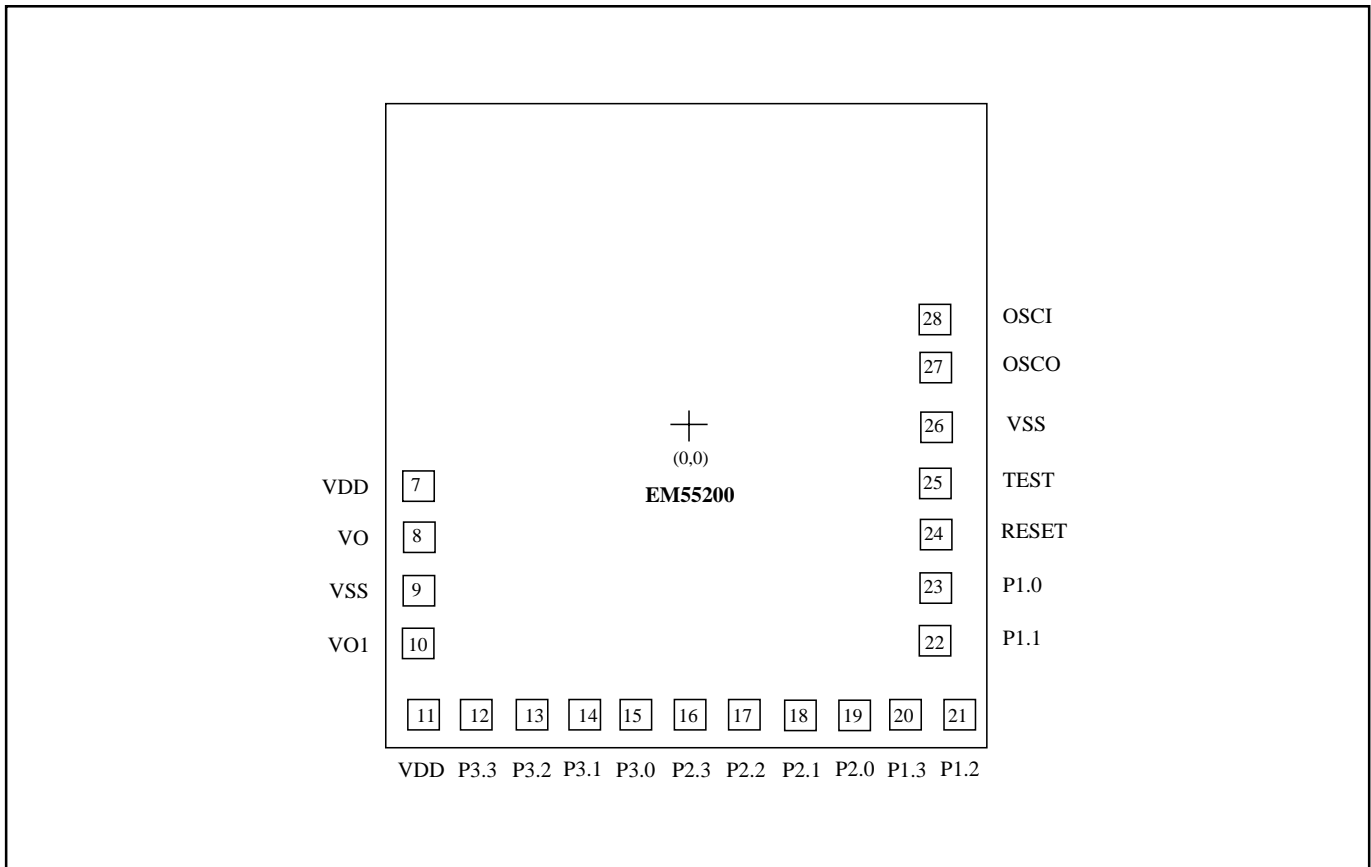 28 OSCI
27 OSCO
26 VSS
(0,0)
VDD 7 EM55200 25 TEST
VO 8 24 RESET
VSS 9 23 P1.0
VO1 10 22 P1.1
11 12 13 14 15 16 17 18 19 20 21
VDD P3.3 P3.2 P3.1 P3.0 P2.3 P2.2 P2.1 P2.0 P1.3 P1.2